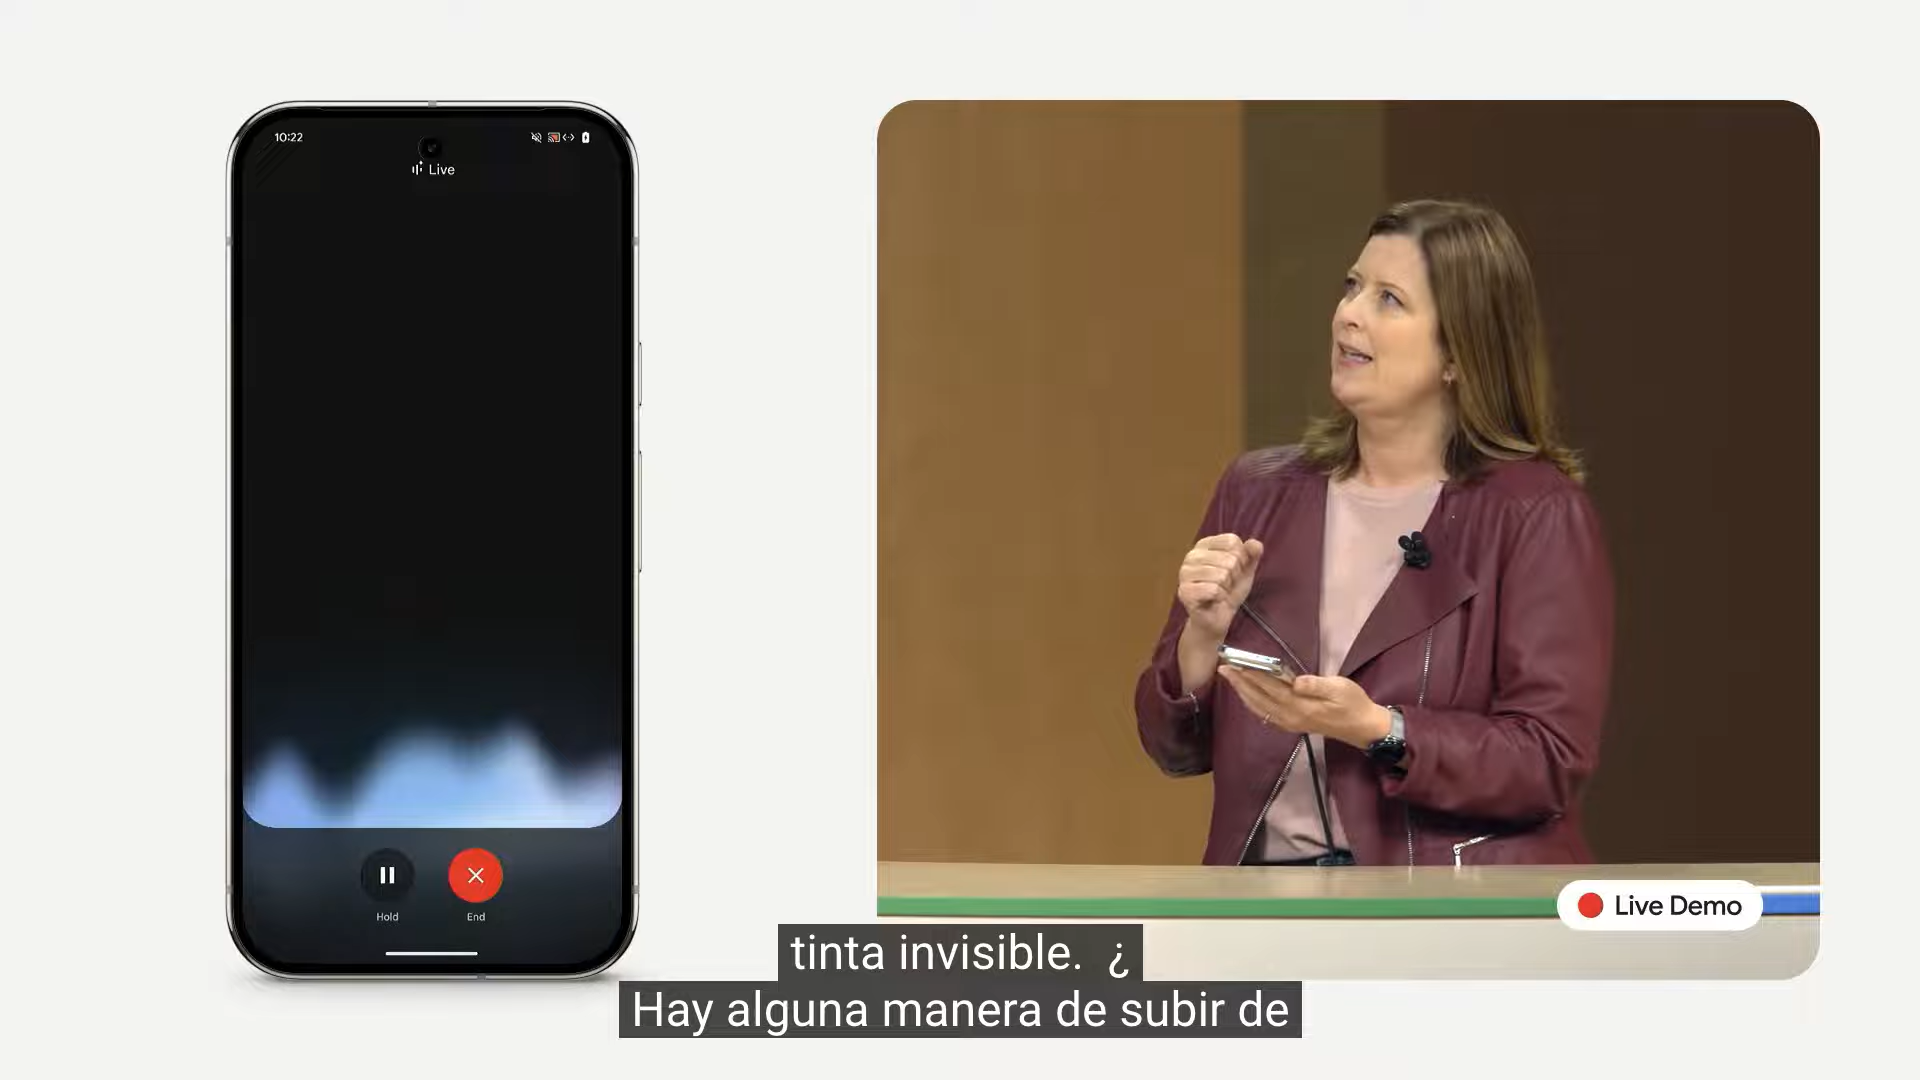 10:22
Live
Hold
End
Live Demo
tinta invisible. ¿
Hay alguna manera de subir de